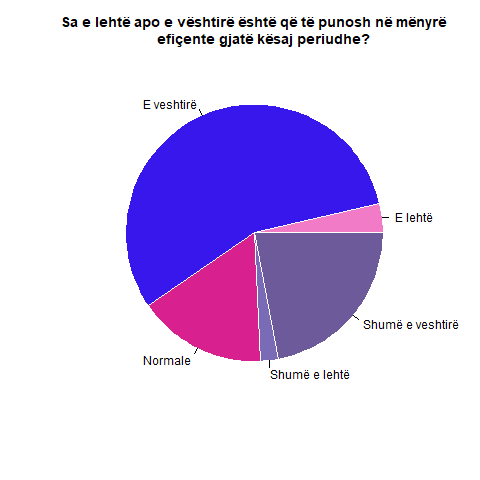 Sa e lehtë apo e vështirë është që të punosh në mënyrë
efiçente gjatë kësaj periudhe?
E veshtirë
E lehtë
Shumë e veshtirë
Normale
Shumë e lehtë